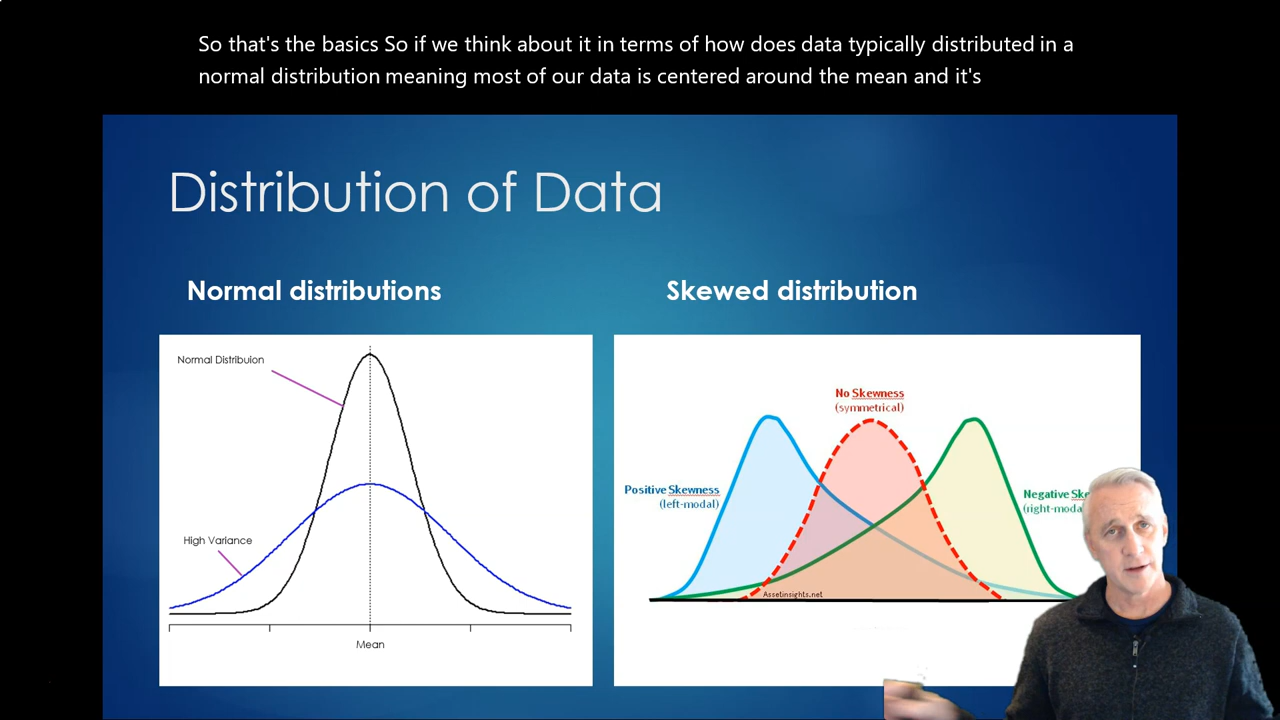 So that's the basics So if we think about it in terms of how does data typically distributed in a
normal distribution meaning most of our data is centered around the mean and it's
Distribution of Data
Normal distributions
Skewed distribution
Normal Distribuion
High Variance
Mean
No Skewness
(symmetrical)
Positive Skewness
(left-modal)
Negative Ske
(right-moda
Assetinsights.net